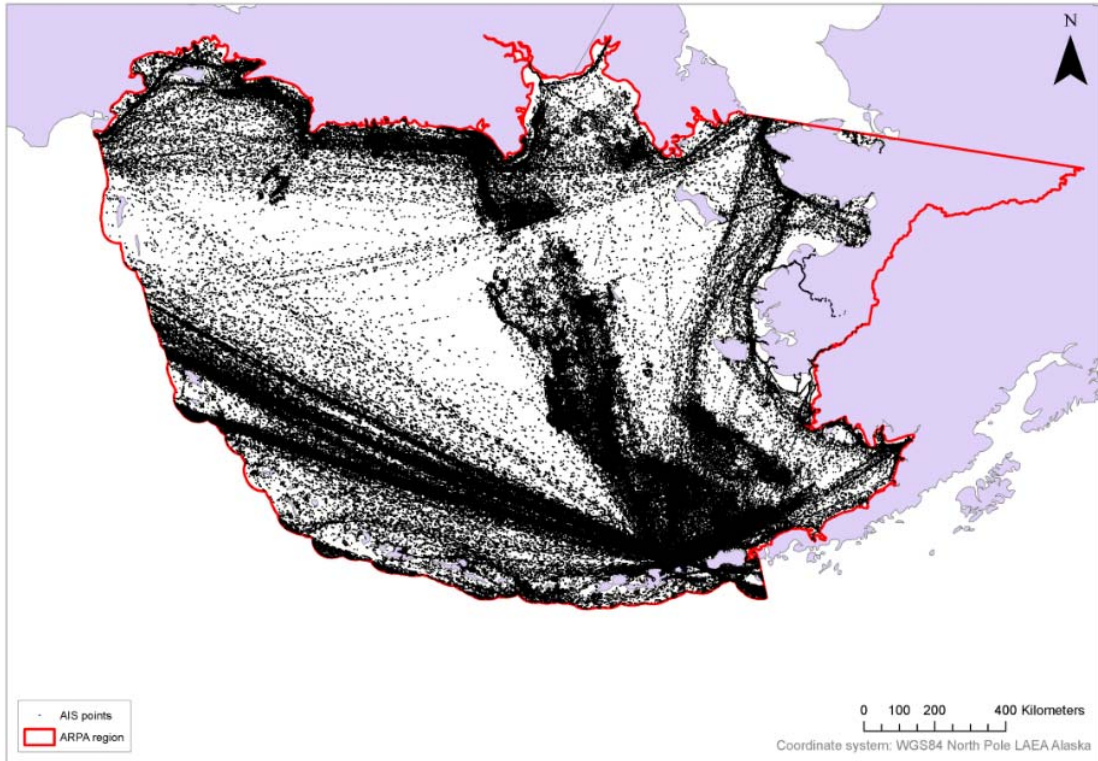 N
AIS points
ARPA region
0 100 200 400 Kilometers
Coordinate system: WGS84 North Pole LAEA Alaska